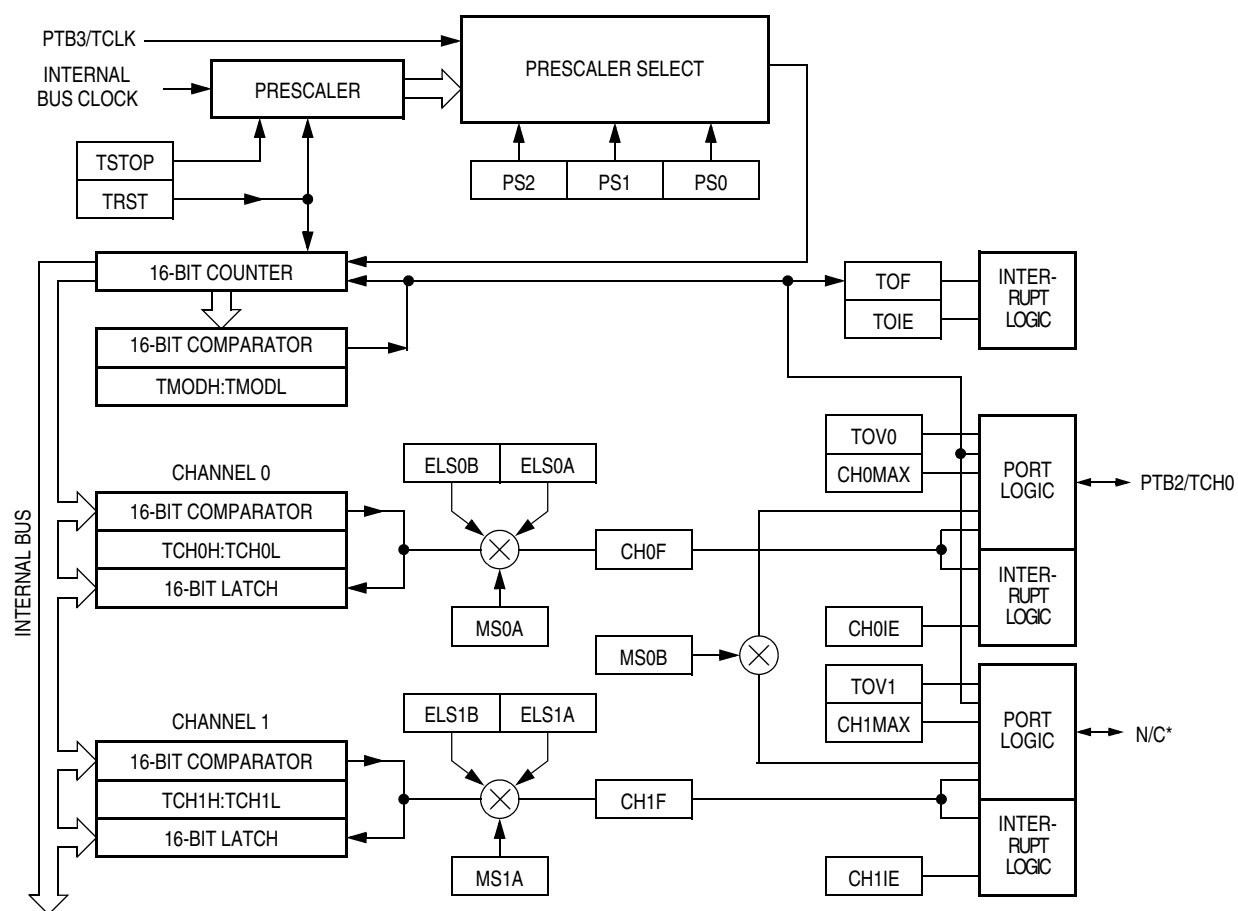 PTB3/TCLK
INTERNAL
BUS CLOCK
PRESCALER
PRESCALER SELECT
TSTOP
TRST
PS2
PS1
PS0
16-BIT COUNTER
16-BIT COMPARATOR
TMODH:TMODL
TOF
TOIE
INTER-
RUPT
LOGIC
INTERNAL BUS
CHANNEL 0
16-BIT COMPARATOR
TCH0H:TCH0L
16-BIT LATCH
ELS0B
ELS0A
MS0A
CH0F
TOV0
CH0MAX
PORT
LOGIC
PTB2/TCH0
INTER-
RUPT
LOGIC
CH0IE
MS0B
CHANNEL 1
16-BIT COMPARATOR
TCH1H:TCH1L
16-BIT LATCH
ELS1B
ELS1A
MS1A
CH1F
TOV1
CH1MAX
PORT
LOGIC
N/C*
INTER-
RUPT
LOGIC
CH1IE